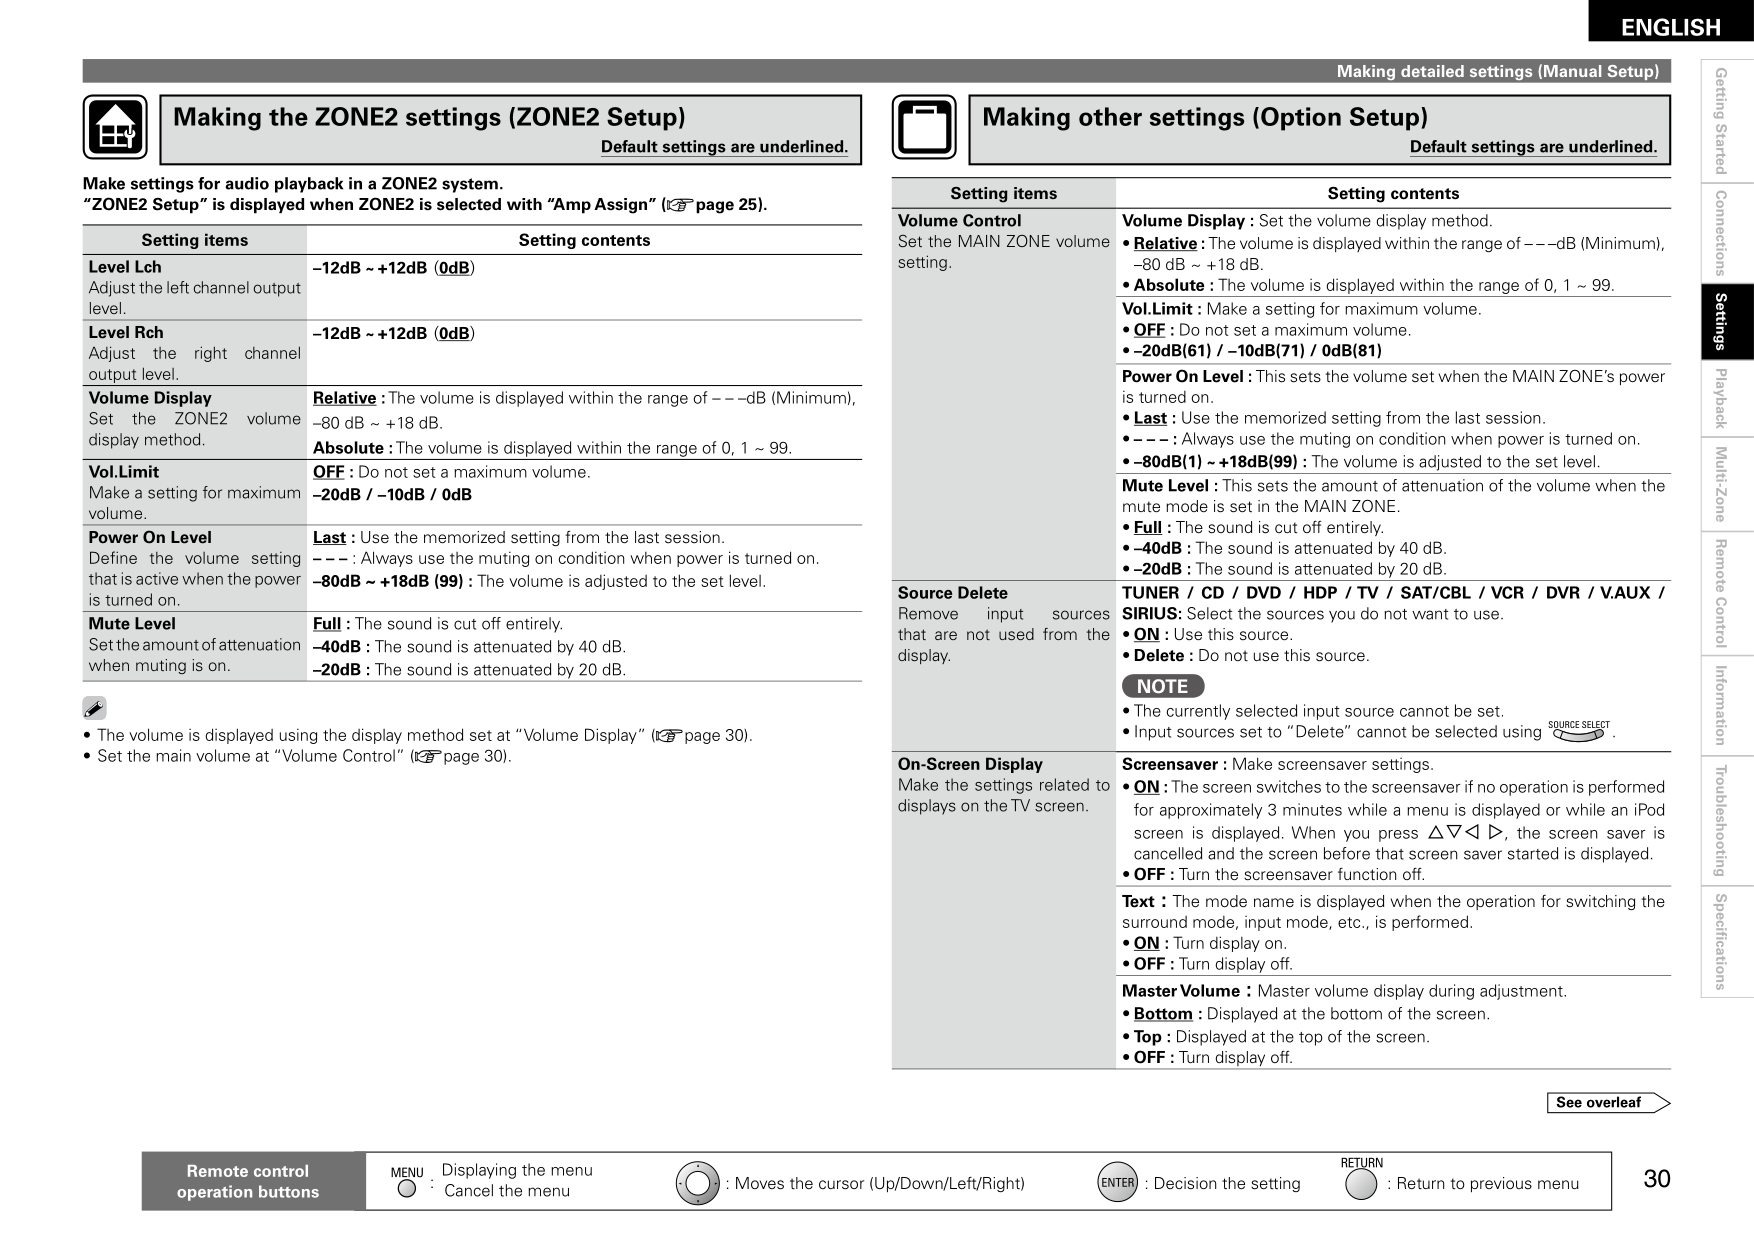 ENGLISH
Making detailed settings (Manual Setup)
Making the ZONE2 settings (ZONE2 Setup)
Default settings are underlined.
Make settings for audio playback in a ZONE2 system.
“ZONE2 Setup” is displayed when ZONE2 is selected with “Amp Assign” (☞page 25).
Setting items Setting contents
Level Lch
Adjust the left channel output
level.
–12dB ~ +12dB (0dB)
Level Rch
Adjust the right channel
output level.
–12dB ~ +12dB (0dB)
Volume Display
Set the ZONE2 volume
display method.
Relative : The volume is displayed within the range of – – –dB (Minimum),
–80 dB ~ +18 dB.
Absolute : The volume is displayed within the range of 0, 1 ~ 99.
Vol.Limit
Make a setting for maximum
volume.
OFF : Do not set a maximum volume.
–20dB / –10dB / 0dB
Power On Level
Define the volume setting
that is active when the power
is turned on.
Last : Use the memorized setting from the last session.
– – – : Always use the muting on condition when power is turned on.
–80dB ~ +18dB (99) : The volume is adjusted to the set level.
Mute Level
Set the amount of attenuation
when muting is on.
Full : The sound is cut off entirely.
–40dB : The sound is attenuated by 40 dB.
–20dB : The sound is attenuated by 20 dB.
• The volume is displayed using the display method set at “Volume Display” (☞page 30).
• Set the main volume at “Volume Control” (☞page 30).
Making other settings (Option Setup)
Default settings are underlined.
Setting items Setting contents
Volume Control
Set the MAIN ZONE volume
setting.
Volume Display : Set the volume display method.
• Relative : The volume is displayed within the range of – – –dB (Minimum),
–80 dB ~ +18 dB.
• Absolute : The volume is displayed within the range of 0, 1 ~ 99.
Vol.Limit : Make a setting for maximum volume.
• OFF : Do not set a maximum volume.
• –20dB(61) / –10dB(71) / 0dB(81)
Power On Level : This sets the volume set when the MAIN ZONE’s power
is turned on.
• Last : Use the memorized setting from the last session.
• – – – : Always use the muting on condition when power is turned on.
• –80dB(1) ~ +18dB(99) : The volume is adjusted to the set level.
Mute Level : This sets the amount of attenuation of the volume when the
mute mode is set in the MAIN ZONE.
• Full : The sound is cut off entirely.
• –40dB : The sound is attenuated by 40 dB.
• –20dB : The sound is attenuated by 20 dB.
Source Delete
Remove input sources
that are not used from the
display.
TUNER / CD / DVD / HDP / TV / SAT/CBL / VCR / DVR / V.AUX /
SIRIUS: Select the sources you do not want to use.
• ON : Use this source.
• Delete : Do not use this source.
NOTE
• The currently selected input source cannot be set.
• Input sources set to “Delete” cannot be selected using SOURCE SELECT .
On-Screen Display
Make the settings related to
displays on the TV screen.
Screensaver : Make screensaver settings.
• ON : The screen switches to the screensaver if no operation is performed
for approximately 3 minutes while a menu is displayed or while an iPod
screen is displayed. When you press △▽◁ ▷, the screen saver is
cancelled and the screen before that screen saver started is displayed.
• OFF : Turn the screensaver function off.
Text : The mode name is displayed when the operation for switching the
surround mode, input mode, etc., is performed.
• ON : Turn display on.
• OFF : Turn display off.
Master Volume : Master volume display during adjustment.
• Bottom : Displayed at the bottom of the screen.
• Top : Displayed at the top of the screen.
• OFF : Turn display off.
See overleaf
Getting Started
Connections
Settings
Playback
Multi-Zone
Remote Control
Information
Troubleshooting
Specifications
Remote control
operation buttons
MENU : Displaying the menu
Cancel the menu
: Moves the cursor (Up/Down/Left/Right)
ENTER : Decision the setting
RETURN
: Return to previous menu
30